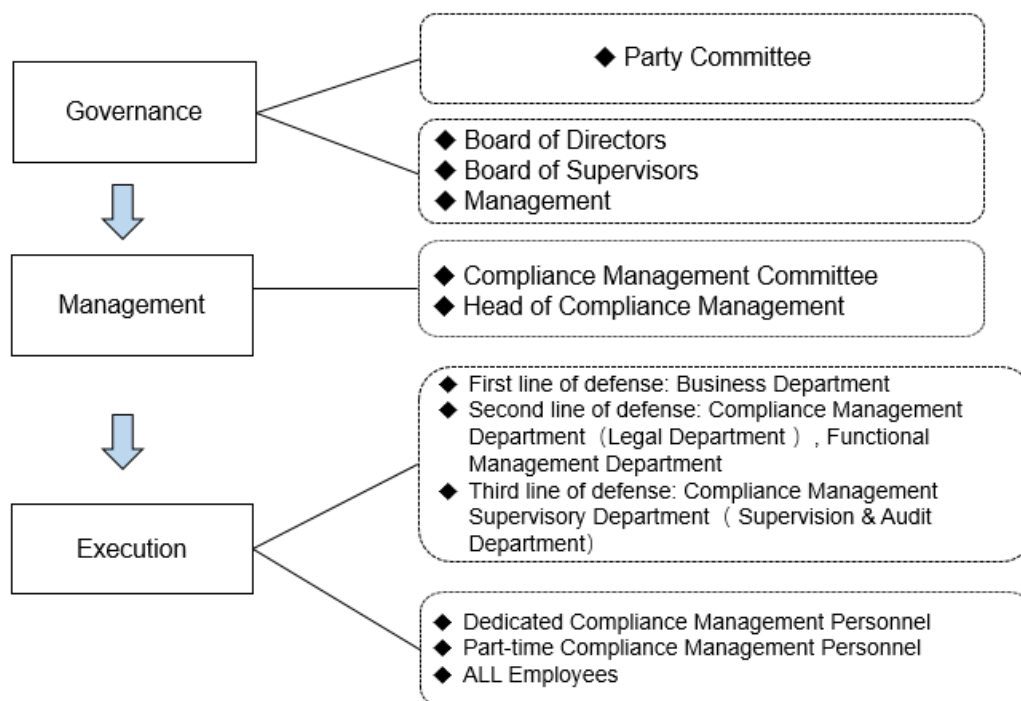 Governance
◆ Party Committee
◆ Board of Directors
◆ Board of Supervisors
◆ Management
Management
◆ Compliance Management Committee
◆ Head of Compliance Management
Execution
◆ First line of defense: Business Department
◆ Second line of defense: Compliance Management
Department（Legal Department ）, Functional
Management Department
◆ Third line of defense: Compliance Management
Supervisory Department（ Supervision & Audit
Department）
◆ Dedicated Compliance Management Personnel
◆ Part-time Compliance Management Personnel
◆ ALL Employees